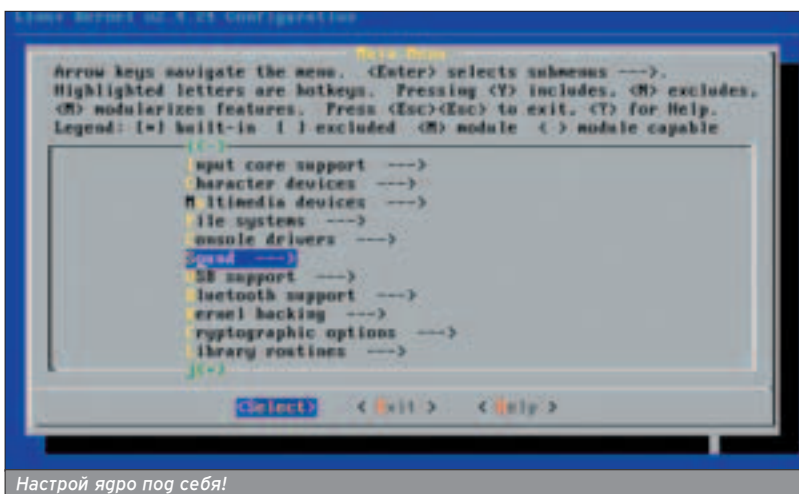 Linux Kernel v2.4.24 Configuration
Main Menu
Arrow keys navigate the menu. <Enter> selects submenus --->.
Highlighted letters are hotkeys. Pressing <Y> includes, <N> excludes,
<M> modularizes features. Press <Esc><Esc> to exit, <?> for Help.
Legend: [*] built-in [ ] excluded <M> module < > module capable
(-)
Input core support --->
Character devices --->
Multimedia devices --->
File systems --->
Console drivers --->
Sound --->
USB support --->
Bluetooth support --->
Kernel hacking --->
Cryptographic options --->
Library routines --->
(+)
<Select> < Exit > < Help >
Настрой ядро под себя!